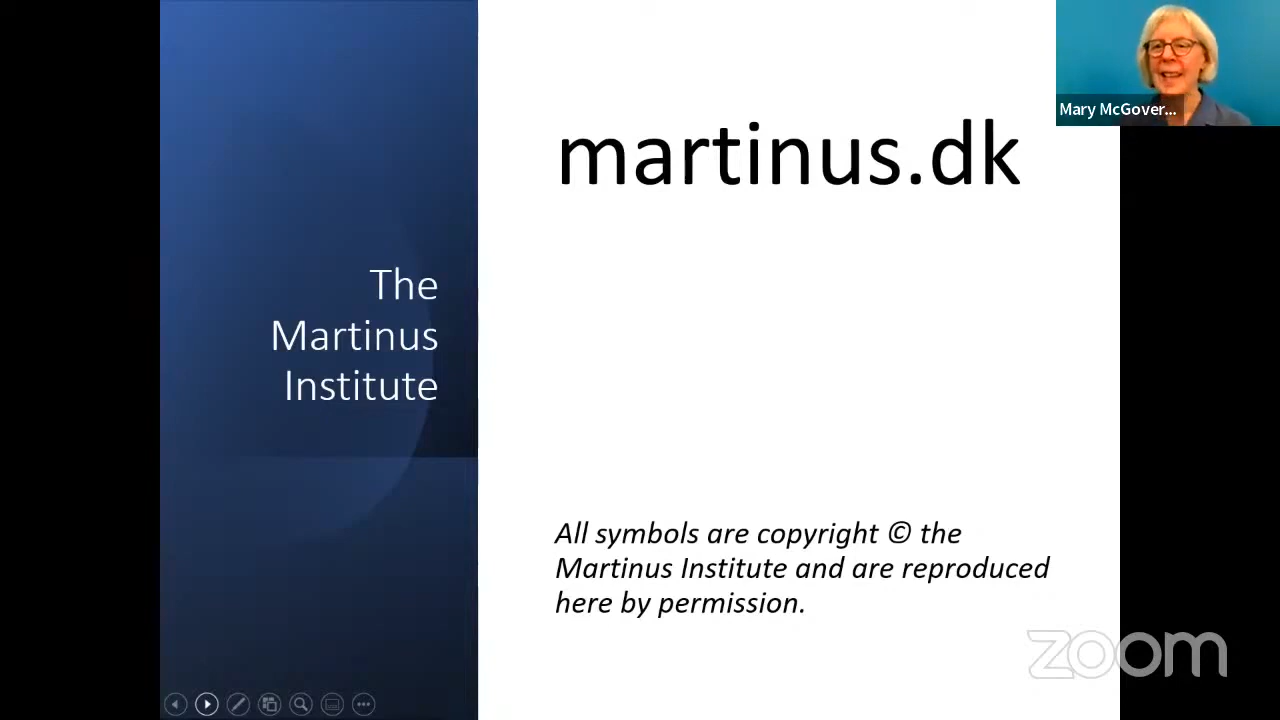 The
Martinus
Institute
martinus.dk
All symbols are copyright © the
Martinus Institute and are reproduced
here by permission.
Mary McGover...
zoom